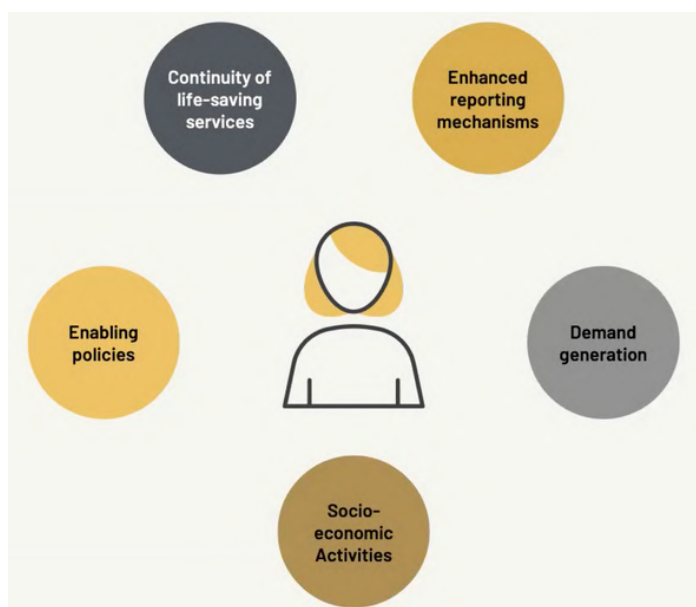 Continuity of
life-saving
services
Enhanced
reporting
mechanisms
Enabling
policies
Demand
generation
Socio-
economic
Activities